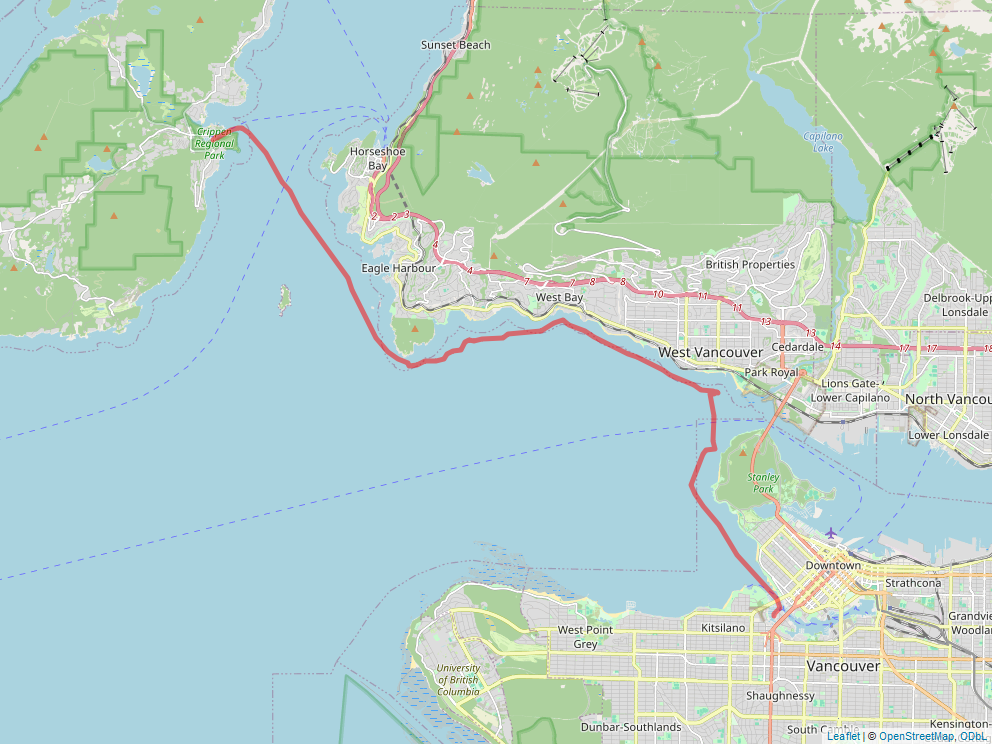 Sunset Beach
Crippen
Regional
Park
Capilano
Lake
Horseshoe
Bay
2
2
3
4
Eagle Harbour
4
7
7
8
8
10
11
11
13
13
14
17
17
18
British Properties
West Bay
Delbrook-Upp
Lonsdale
Cedardale
West Vancouver
Park Royal
Lions Gate-
Lower Capilano
North Vancou
Lower Lonsdale
Stanley
Park
Downtown
Strathcona
Grandvie
Woodlan
Kitsilano
West Point
Grey
University
of British
Columbia
Vancouver
Shaughnessy
Dunbar-Southlands
South Cambie
Kensington-
Leaflet | © OpenStreetMap, ODbL